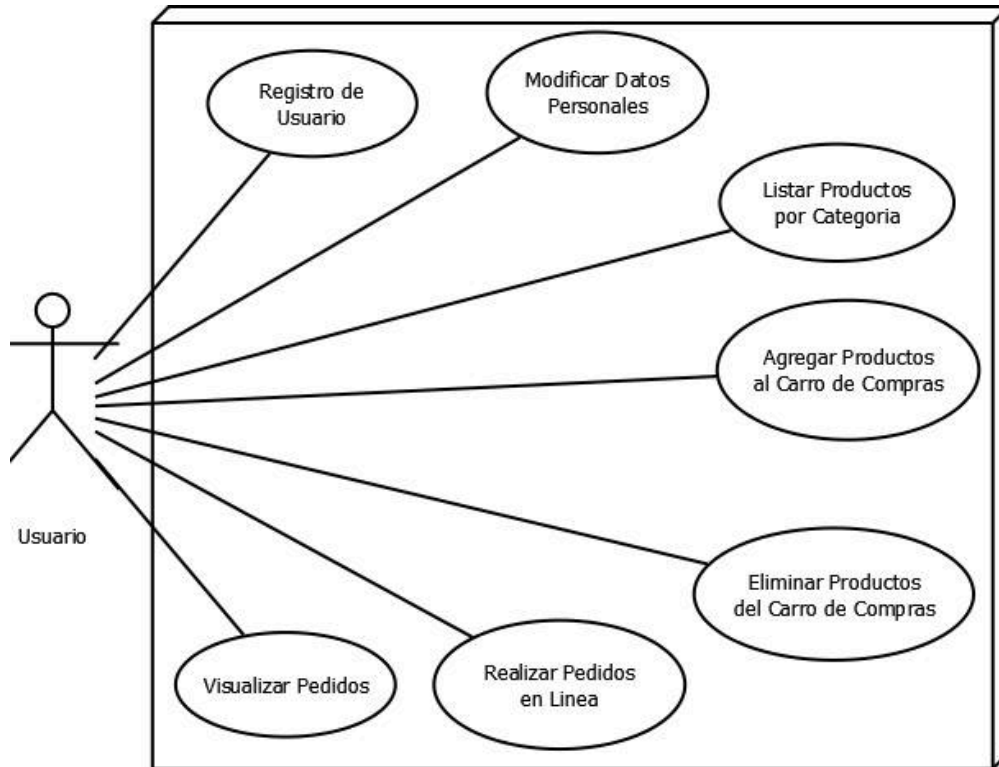 Registro de
Usuario
Modificar Datos
Personales
Listar Productos
por Categoria
Agregar Productos
al Carro de Compras
Usuario
Eliminar Productos
del Carro de Compras
Visualizar Pedidos
Realizar Pedidos
en Linea